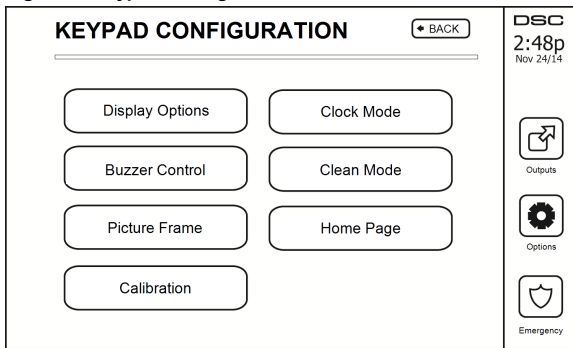 KEYPAD CONFIGURATION
BACK
DSC
2:48p
Nov 24/14
Display Options
Clock Mode
Buzzer Control
Clean Mode
Picture Frame
Home Page
Calibration
Outputs
Options
Emergency